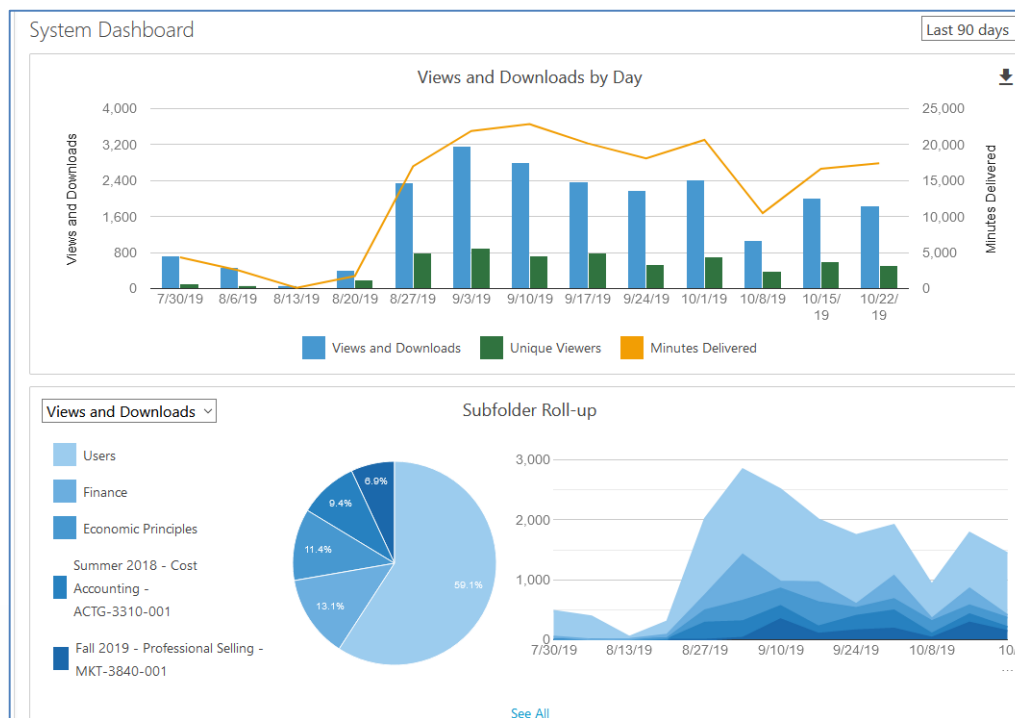 System Dashboard
Last 90 days
Views and Downloads by Day
4,000
3,200
2,400
1,600
800
0
Views and Downloads
25,000
20,000
15,000
10,000
5,000
0
Minutes Delivered
7/30/19 8/6/19 8/13/19 8/20/19 8/27/19 9/3/19 9/10/19 9/17/19 9/24/19 10/1/19 10/8/19 10/15/ 10/22/
19 19
Views and Downloads Unique Viewers Minutes Delivered
Views and Downloads
Subfolder Roll-up
Users
Finance
Economic Principles
Summer 2018 - Cost
Accounting -
ACTG-3310-001
Fall 2019 - Professional Selling -
MKT-3840-001
6.9%
9.4%
11.4%
13.1%
59.1%
3,000
2,000
1,000
0
7/30/19 8/13/19 8/27/19 9/10/19 9/24/19 10/8/19 10/
...
See All